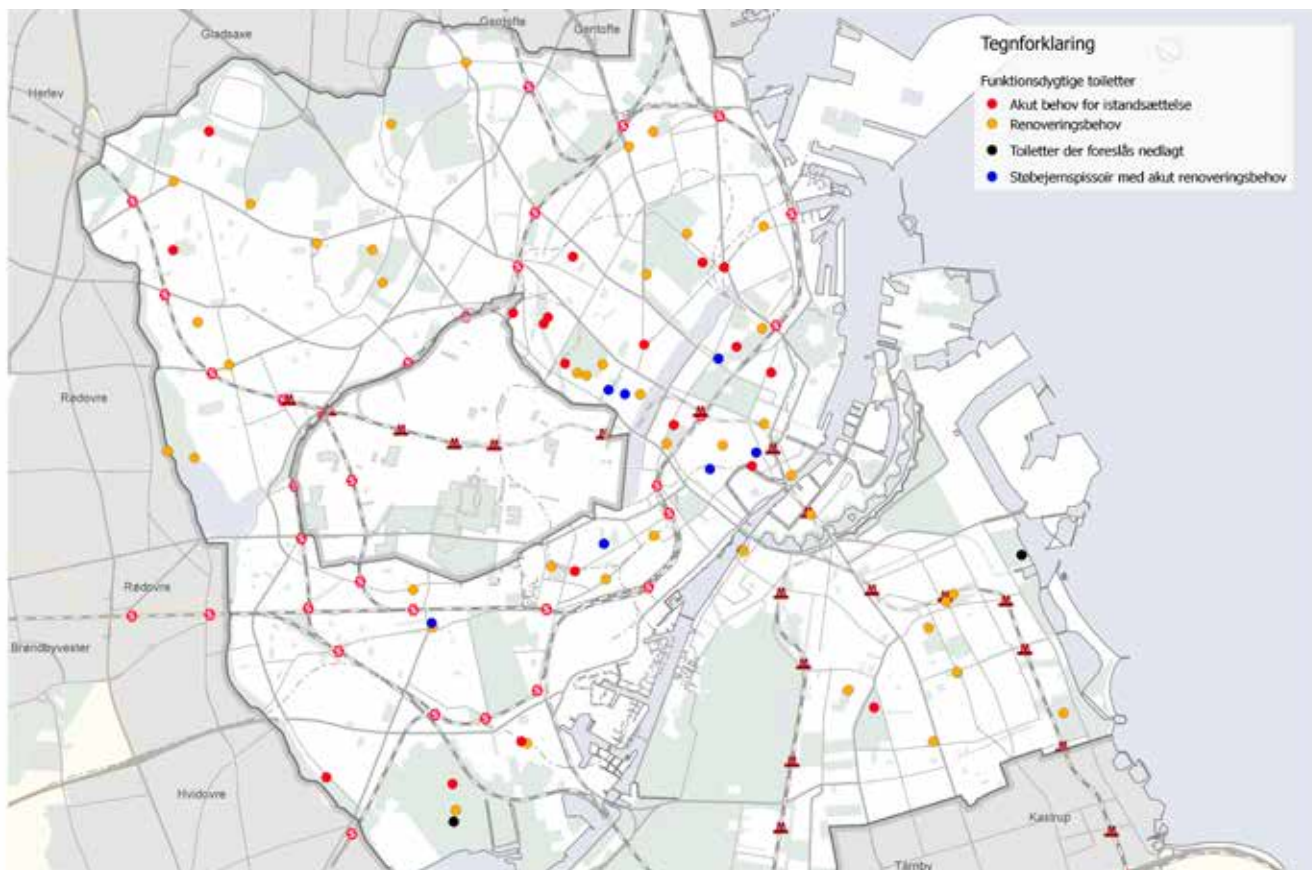 Gentofte
Gentofte
Gladsaxe
Tegnforklaring
Funktionsdygtige toiletter
Akut behov for istandsættelse
Renoveringsbehov
Toiletter der foreslås nedlagt
Støbejernspissoir med akut renoveringsbehov
Herlev
Rødovre
Rødovre
Brøndbyvester
Hvidovre
Kastrup
Tårnby